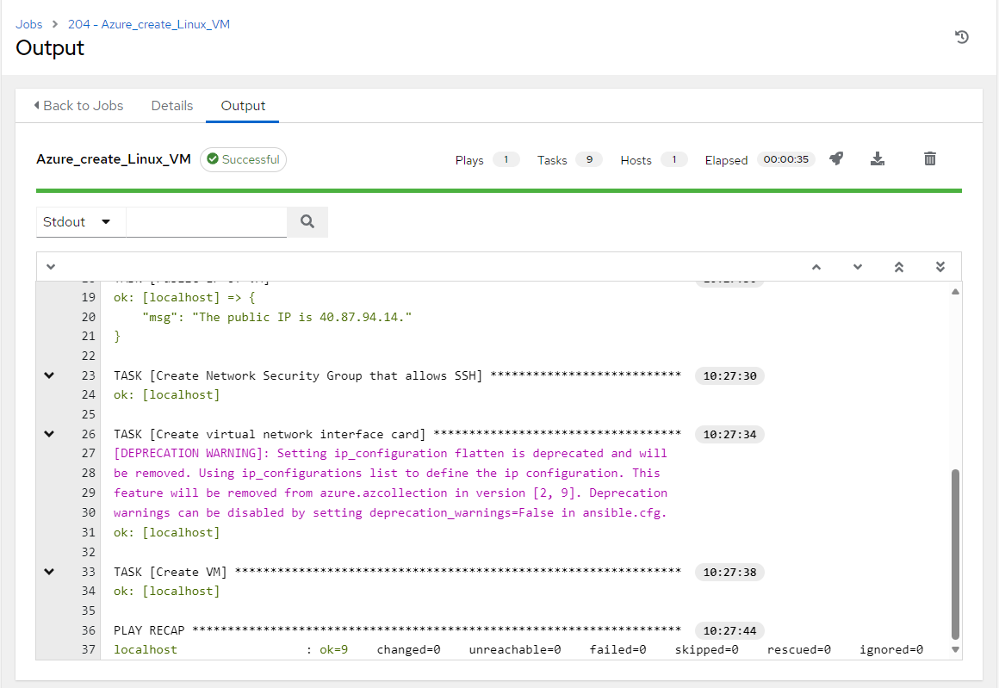 Jobs > 204 - Azure_create_Linux_VM
Output
Back to Jobs Details Output
Azure_create_Linux_VM Successful Plays 1 Tasks 9 Hosts 1 Elapsed 00:00:35
Stdout
19 ok: [localhost] => {
20 "msg": "The public IP is 40.87.94.14."
21 }
22
23 TASK [Create Network Security Group that allows SSH] *************************** 10:27:30
24 ok: [localhost]
25
26 TASK [Create virtual network interface card] *********************************** 10:27:34
27 [DEPRECATION WARNING]: Setting ip_configuration flatten is deprecated and will
28 be removed. Using ip_configurations list to define the ip configuration. This
29 feature will be removed from azure.azcollection in version [2, 9]. Deprecation
30 warnings can be disabled by setting deprecation_warnings=False in ansible.cfg.
31 ok: [localhost]
32
33 TASK [Create VM] *************************************************************** 10:27:38
34 ok: [localhost]
35
36 PLAY RECAP ********************************************************************* 10:27:44
37 localhost : ok=9 changed=0 unreachable=0 failed=0 skipped=0 rescued=0 ignored=0